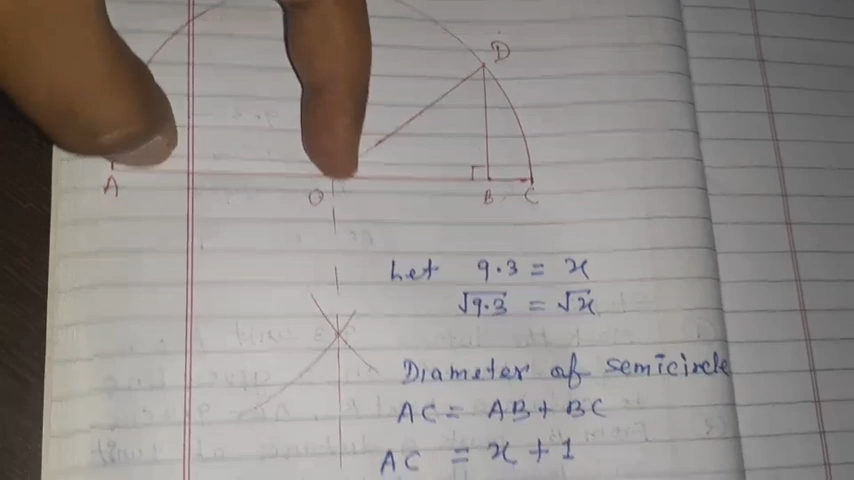 D
A
O
B
C
Let 9.3 = x
√9.3 = √x
Diameter of semicircle
AC = AB + BC
AC = x + 1